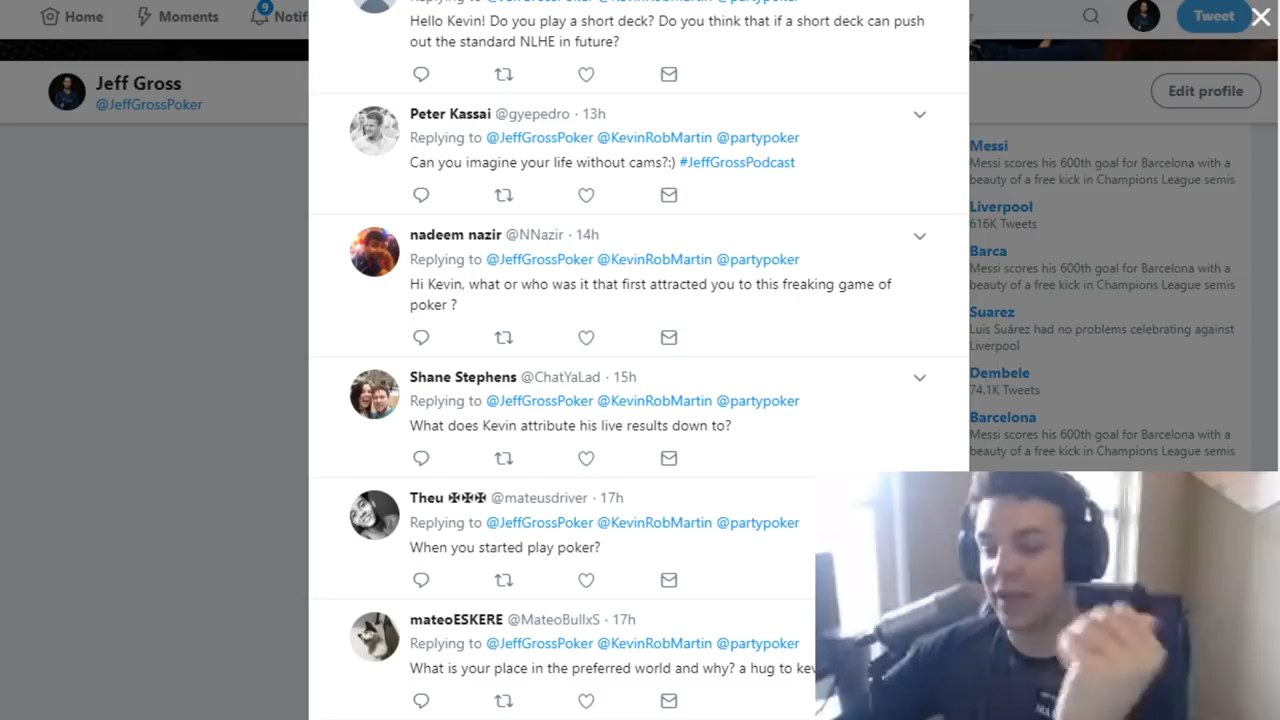 Home
Moments
9
Notif
Tweet
Jeff Gross
@JeffGrossPoker
Edit profile
Hello Kevin! Do you play a short deck? Do you think that if a short deck can push
out the standard NLHE in future?
Peter Kassai @gyepedro · 13h
Replying to @JeffGrossPoker @KevinRobMartin @partypoker
Can you imagine your life without cams?:) #JeffGrossPodcast
nadeem nazir @NNazir · 14h
Replying to @JeffGrossPoker @KevinRobMartin @partypoker
Hi Kevin, what or who was it that first attracted you to this freaking game of
poker ?
Shane Stephens @ChatYaLad · 15h
Replying to @JeffGrossPoker @KevinRobMartin @partypoker
What does Kevin attribute his live results down to?
Theu ✠✠✠ @mateusdriver · 17h
Replying to @JeffGrossPoker @KevinRobMartin @partypoker
When you started play poker?
mateoESKERE @MateoBullxS · 17h
Replying to @JeffGrossPoker @KevinRobMartin @partypoker
What is your place in the preferred world and why? a hug to kev
Messi
Messi scores his 600th goal for Barcelona with a
beauty of a free kick in Champions League semis
Liverpool
616K Tweets
Barca
Messi scores his 600th goal for Barcelona with a
beauty of a free kick in Champions League semis
Suarez
Luis Suárez had no problems celebrating against
Liverpool
Dembele
74.1K Tweets
Barcelona
Messi scores his 600th goal for Barcelona with a
beauty of a free kick in Champions League semis